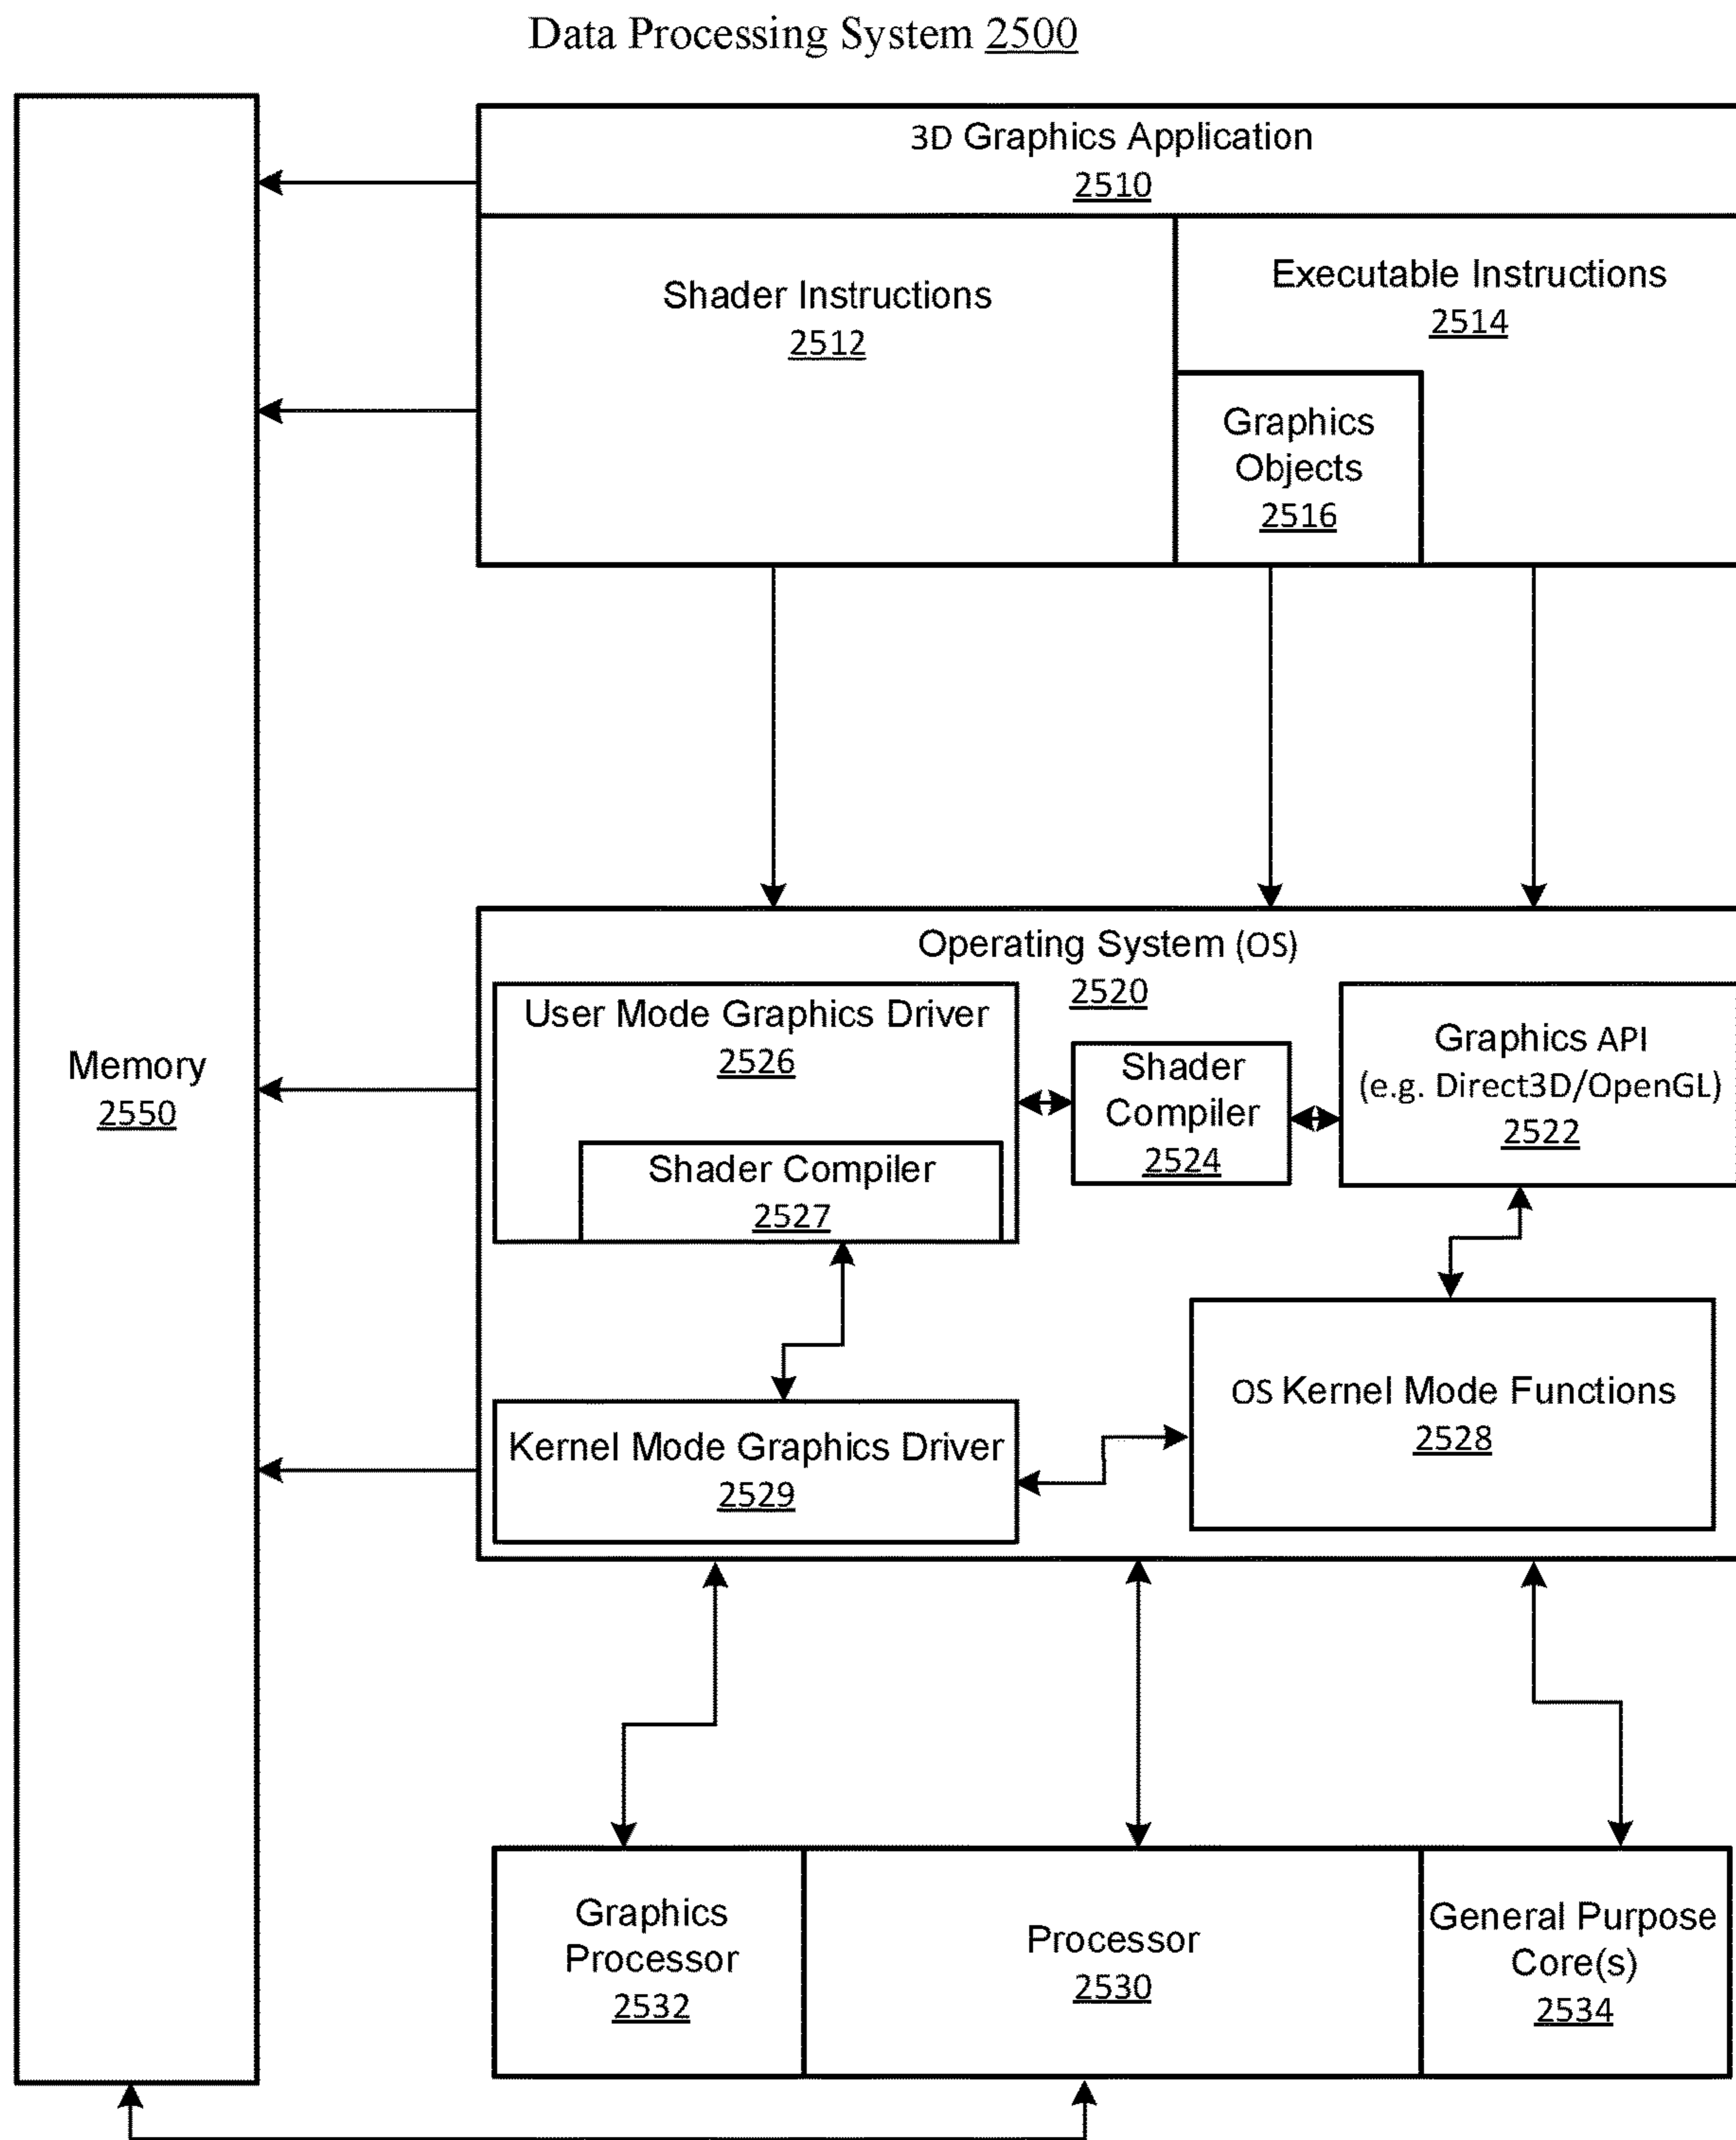 Data Processing System 2500
3D Graphics Application
2510
Shader Instructions
2512
Executable Instructions
2514
Graphics
Objects
2516
Operating System (OS)
2520
User Mode Graphics Driver
2526
Shader Compiler
2527
Shader
Compiler
2524
Graphics API
(e.g. Direct3D/OpenGL)
2522
Memory
2550
OS Kernel Mode Functions
2528
Kernel Mode Graphics Driver
2529
Graphics
Processor
2532
Processor
2530
General Purpose
Core(s)
2534